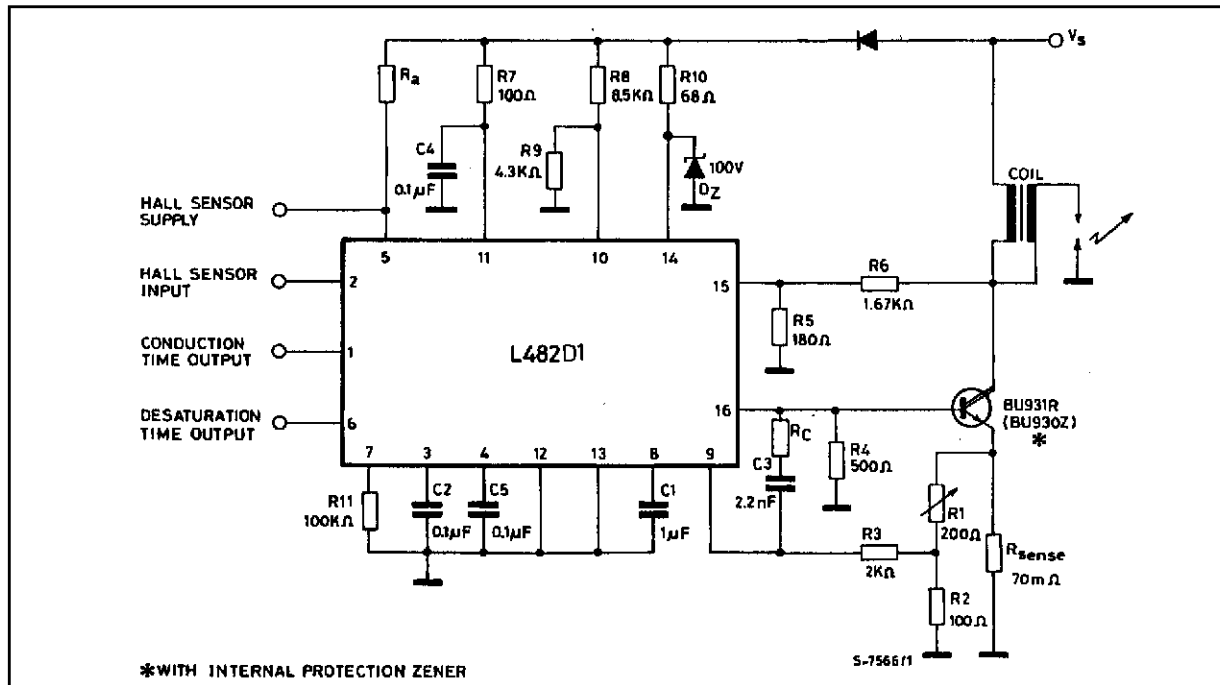 Vs
Ra
R7
100Ω
R8
8.5KΩ
R10
68Ω
C4
0.1µF
R9
4.3KΩ
100V
DZ
COIL
HALL SENSOR
SUPPLY
5
11
10
14
HALL SENSOR
INPUT
2
15
R6
1.67KΩ
R5
180Ω
CONDUCTION
TIME OUTPUT
1
L482D1
DESATURATION
TIME OUTPUT
6
16
BU931R
(BU930Z)
*
RC
C3
2.2nF
R4
500Ω
7
3
4
12
13
8
9
R11
100KΩ
C2
0.1µF
C5
0.1µF
C1
1µF
R3
2KΩ
R1
200Ω
Rsense
70mΩ
R2
100Ω
S-7566/1
*WITH INTERNAL PROTECTION ZENER